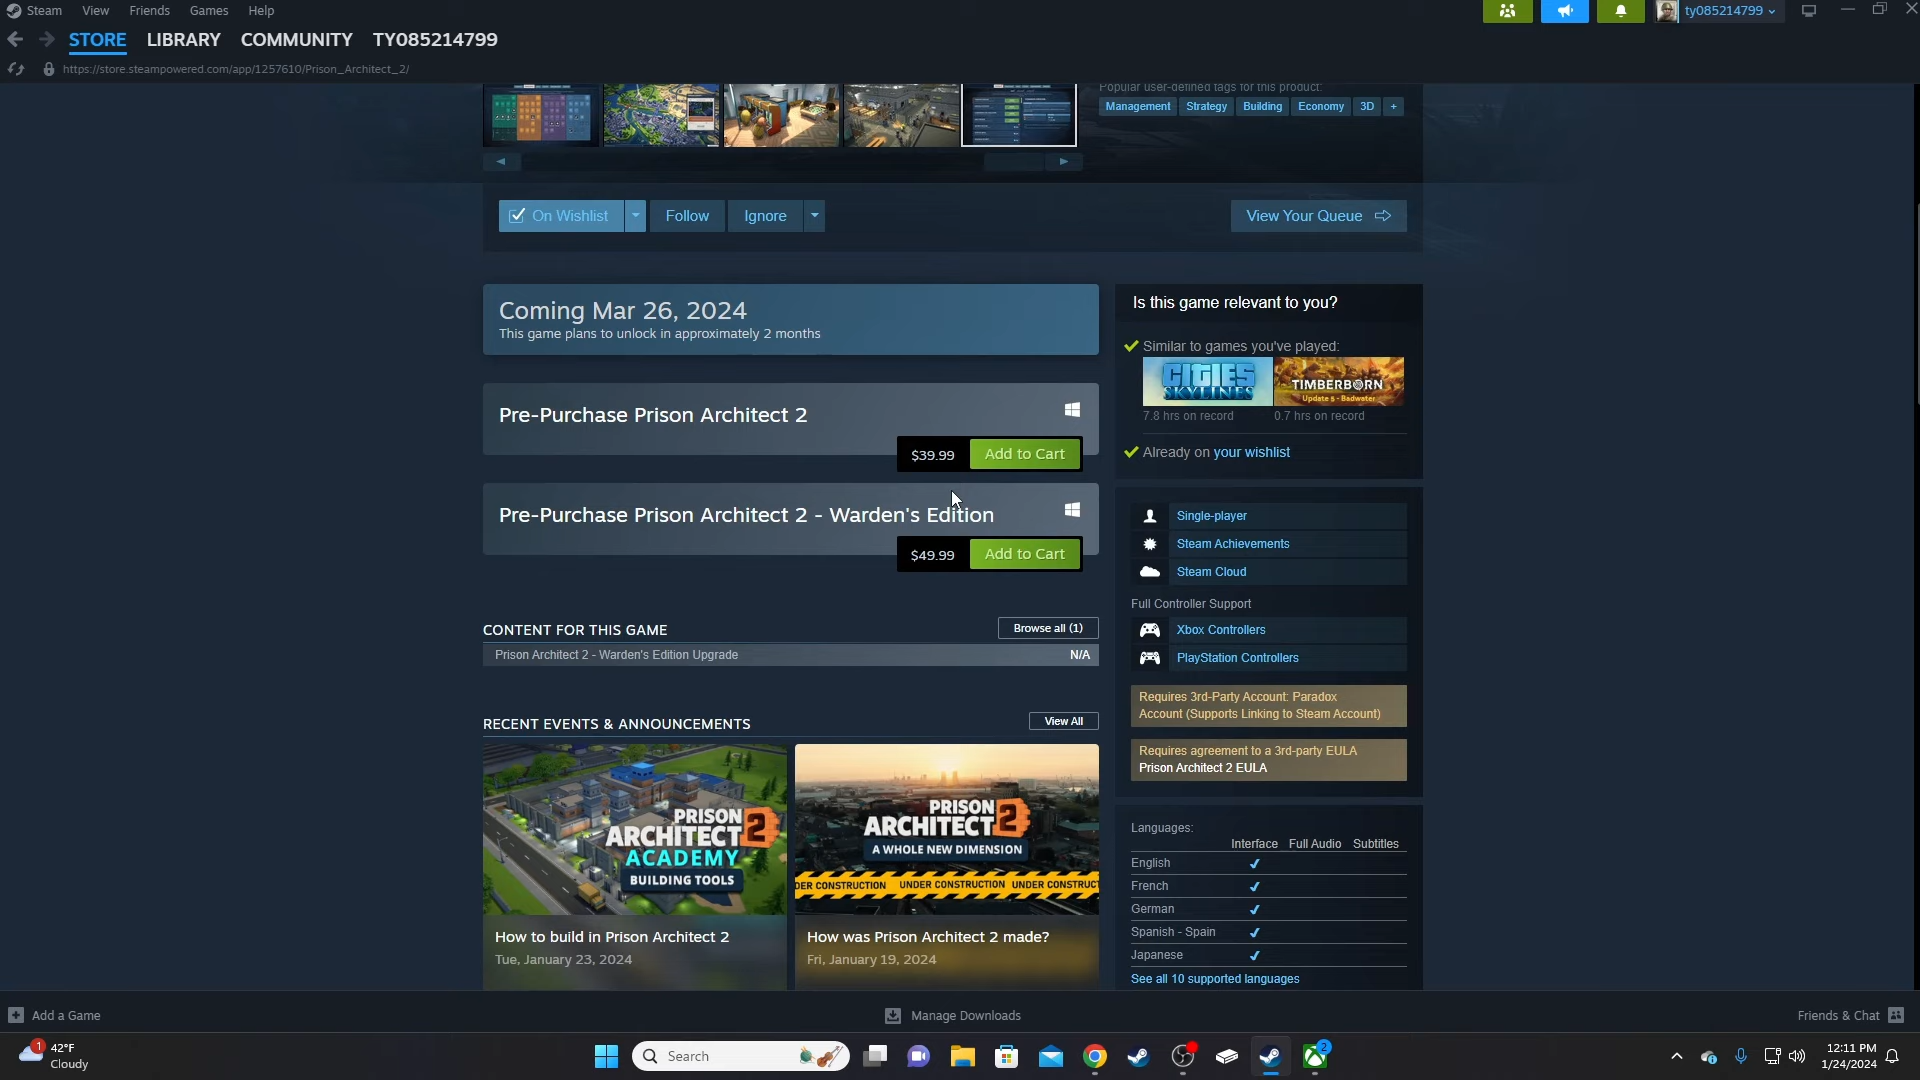 Steam View Friends Games Help
ty085214799
STORE LIBRARY COMMUNITY TY085214799
https://store.steampowered.com/app/1257610/Prison_Architect_2/
Popular user-defined tags for this product:
Management Strategy Building Economy 3D +
On Wishlist Follow Ignore View Your Queue
Coming Mar 26, 2024
This game plans to unlock in approximately 2 months
Is this game relevant to you?
Similar to games you've played:
CITIES SKYLINES
TIMBERBORN
Update 5 - Badwater
7.8 hrs on record 0.7 hrs on record
Already on your wishlist
Pre-Purchase Prison Architect 2
$39.99 Add to Cart
Pre-Purchase Prison Architect 2 - Warden's Edition
$49.99 Add to Cart
Single-player
Steam Achievements
Steam Cloud
Full Controller Support
Xbox Controllers
PlayStation Controllers
CONTENT FOR THIS GAME Browse all (1)
Prison Architect 2 - Warden's Edition Upgrade N/A
Requires 3rd-Party Account: Paradox
Account (Supports Linking to Steam Account)
Requires agreement to a 3rd-party EULA
Prison Architect 2 EULA
RECENT EVENTS & ANNOUNCEMENTS View All
PRISON
ARCHITECT 2
ACADEMY
BUILDING TOOLS
How to build in Prison Architect 2
Tue, January 23, 2024
PRISON
ARCHITECT 2
A WHOLE NEW DIMENSION
DER CONSTRUCTION UNDER CONSTRUCTION UNDER CONSTRUCT
How was Prison Architect 2 made?
Fri, January 19, 2024
Languages:
Interface Full Audio Subtitles
English
French
German
Spanish - Spain
Japanese
See all 10 supported languages
Add a Game Manage Downloads Friends & Chat
1
42°F
Cloudy
Search
2
12:11 PM
1/24/2024